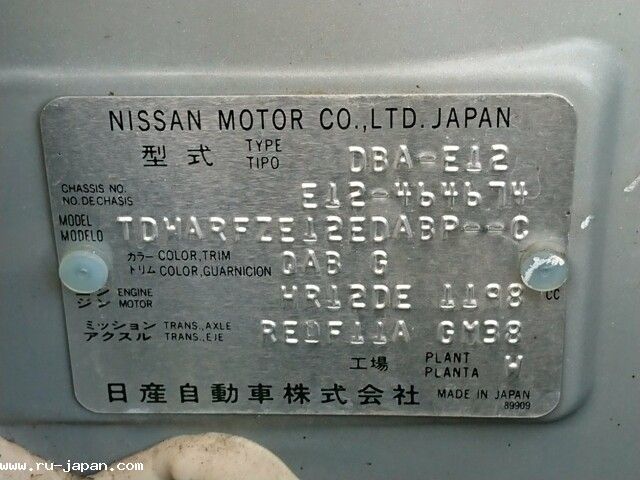 NISSAN MOTOR CO.,LTD. JAPAN
型式 TYPE TIPO DBA-E12
CHASSIS NO. NO. DECHASIS E12-464674
MODEL MODELO TDHARFZE12EDABP--C
カラー COLOR,TRIM トリム COLOR,GUARNICION QAB G
エンジン ENGINE MOTOR HR12DE 1198 CC
ミッション TRANS.,AXLE アクスル TRANS.,EJE RE0F11A GM38
工場 PLANT PLANTA W
日産自動車株式会社 MADE IN JAPAN
89909
www.ru-japan.com